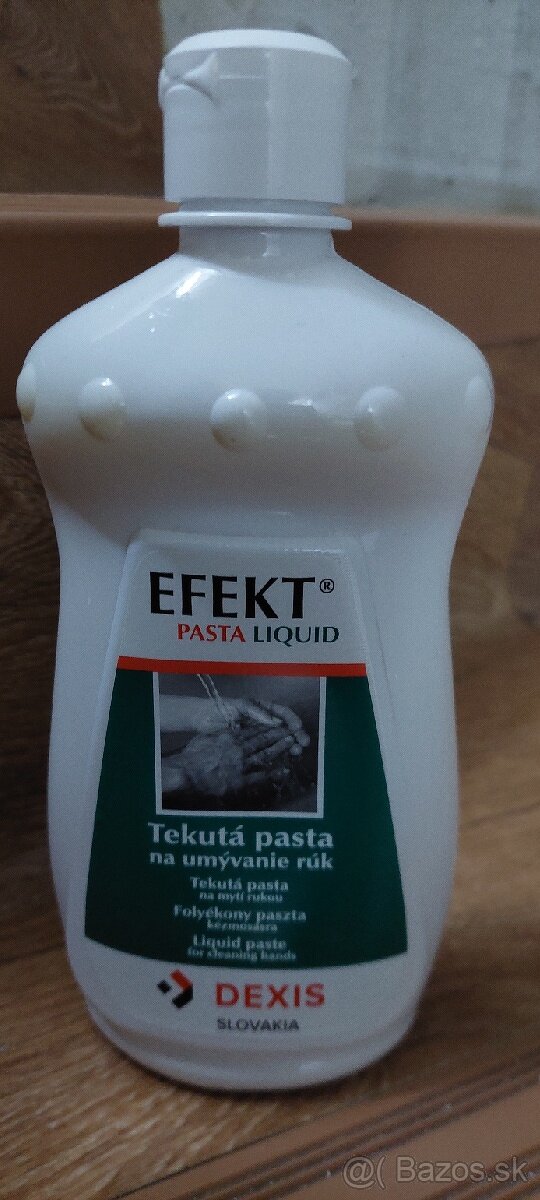 EFEKT®
PASTA LIQUID
Tekutá pasta
na umývanie rúk
Tekutá pasta
na mytí rukou
Folyékony paszta
kézmosásra
Liquid paste
for cleaning hands
DEXIS
SLOVAKIA
@( Bazos.sk